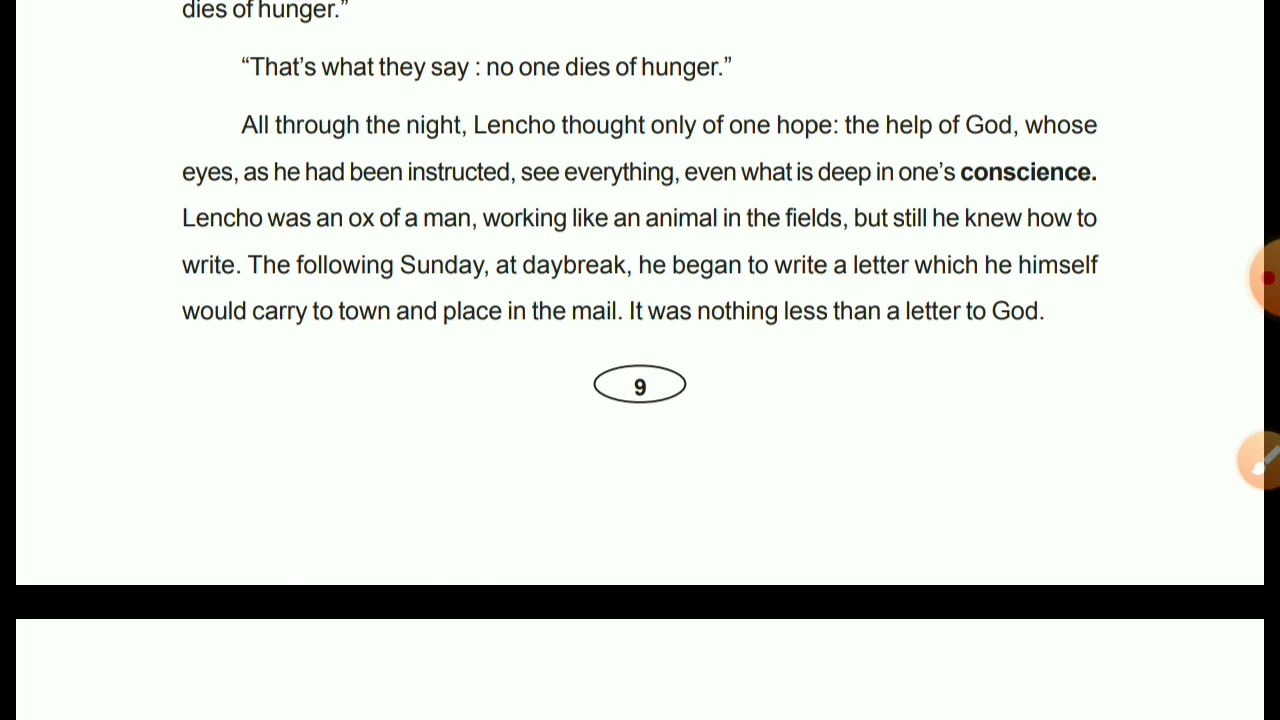 dies of hunger.”
“That’s what they say : no one dies of hunger.”
All through the night, Lencho thought only of one hope: the help of God, whose
eyes, as he had been instructed, see everything, even what is deep in one’s conscience.
Lencho was an ox of a man, working like an animal in the fields, but still he knew how to
write. The following Sunday, at daybreak, he began to write a letter which he himself
would carry to town and place in the mail. It was nothing less than a letter to God.
9